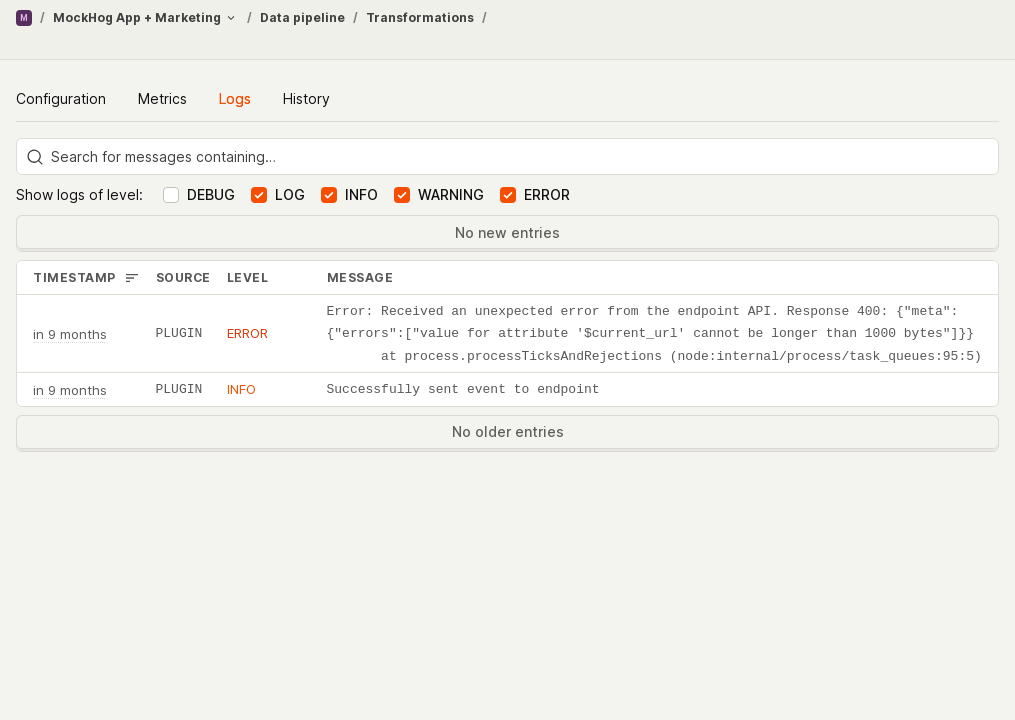 M / MockHog App + Marketing / Data pipeline / Transformations /
Configuration Metrics Logs History
Search for messages containing…
Show logs of level: DEBUG LOG INFO WARNING ERROR
No new entries
TIMESTAMP SOURCE LEVEL MESSAGE
in 9 months PLUGIN ERROR Error: Received an unexpected error from the endpoint API. Response 400: {"meta":
{"errors":["value for attribute '$current_url' cannot be longer than 1000 bytes"]}}
at process.processTicksAndRejections (node:internal/process/task_queues:95:5)
in 9 months PLUGIN INFO Successfully sent event to endpoint
No older entries